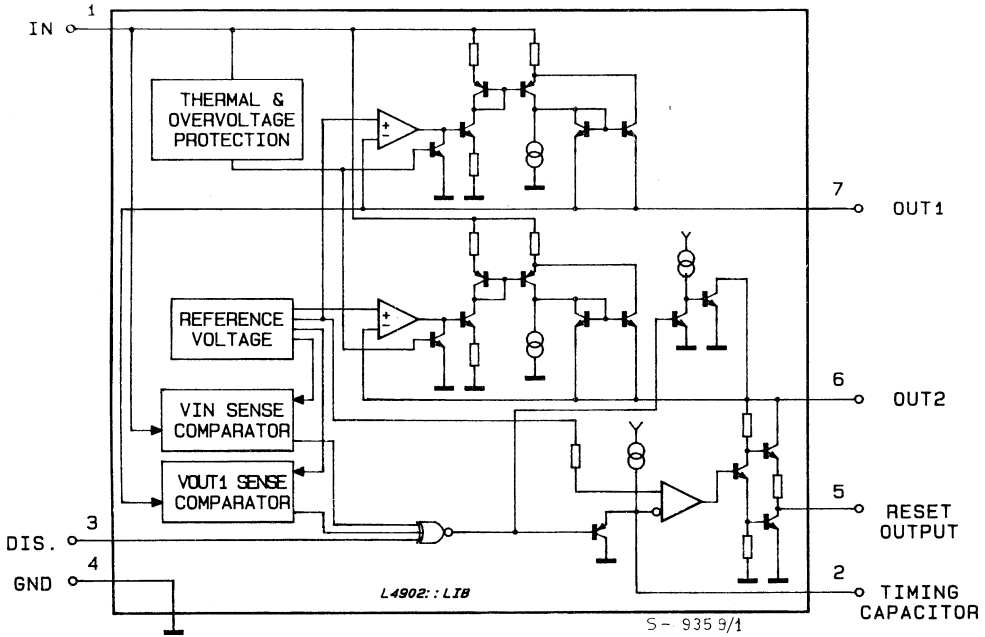 1
IN
THERMAL &
OVERVOLTAGE
PROTECTION
+
−
7
OUT1
REFERENCE
VOLTAGE
+
−
6
OUT2
VIN SENSE
COMPARATOR
VOUT1 SENSE
COMPARATOR
5
RESET
OUTPUT
3
DIS.
4
GND
2
TIMING
CAPACITOR
L4902::LIB
S- 9359/1